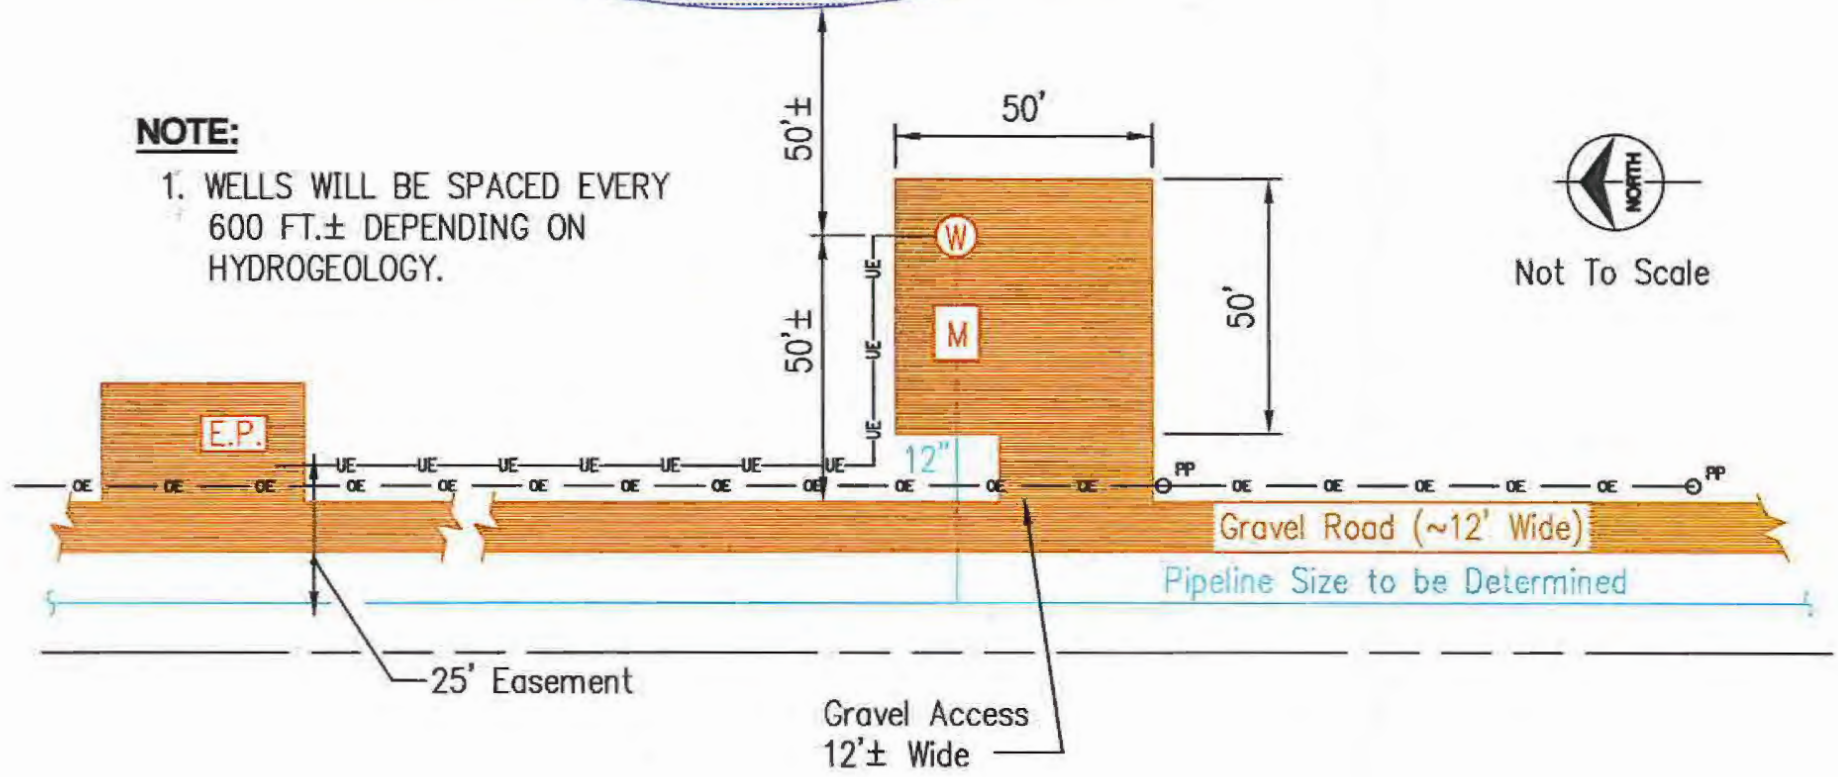 NOTE:
1. WELLS WILL BE SPACED EVERY
600 FT.± DEPENDING ON
HYDROGEOLOGY.
50'±
50'
NORTH
Not To Scale
W
50'±
M
50'
UE
UE
UE
E.P.
12"
UE
UE
UE
UE
UE
UE
UE
OE
OE
OE
OE
OE
OE
OE
OE
OE
OE
OE
OE
PP
OE
OE
OE
OE
OE
PP
Gravel Road (~12' Wide)
Pipeline Size to be Determined
25' Easement
Gravel Access
12'± Wide